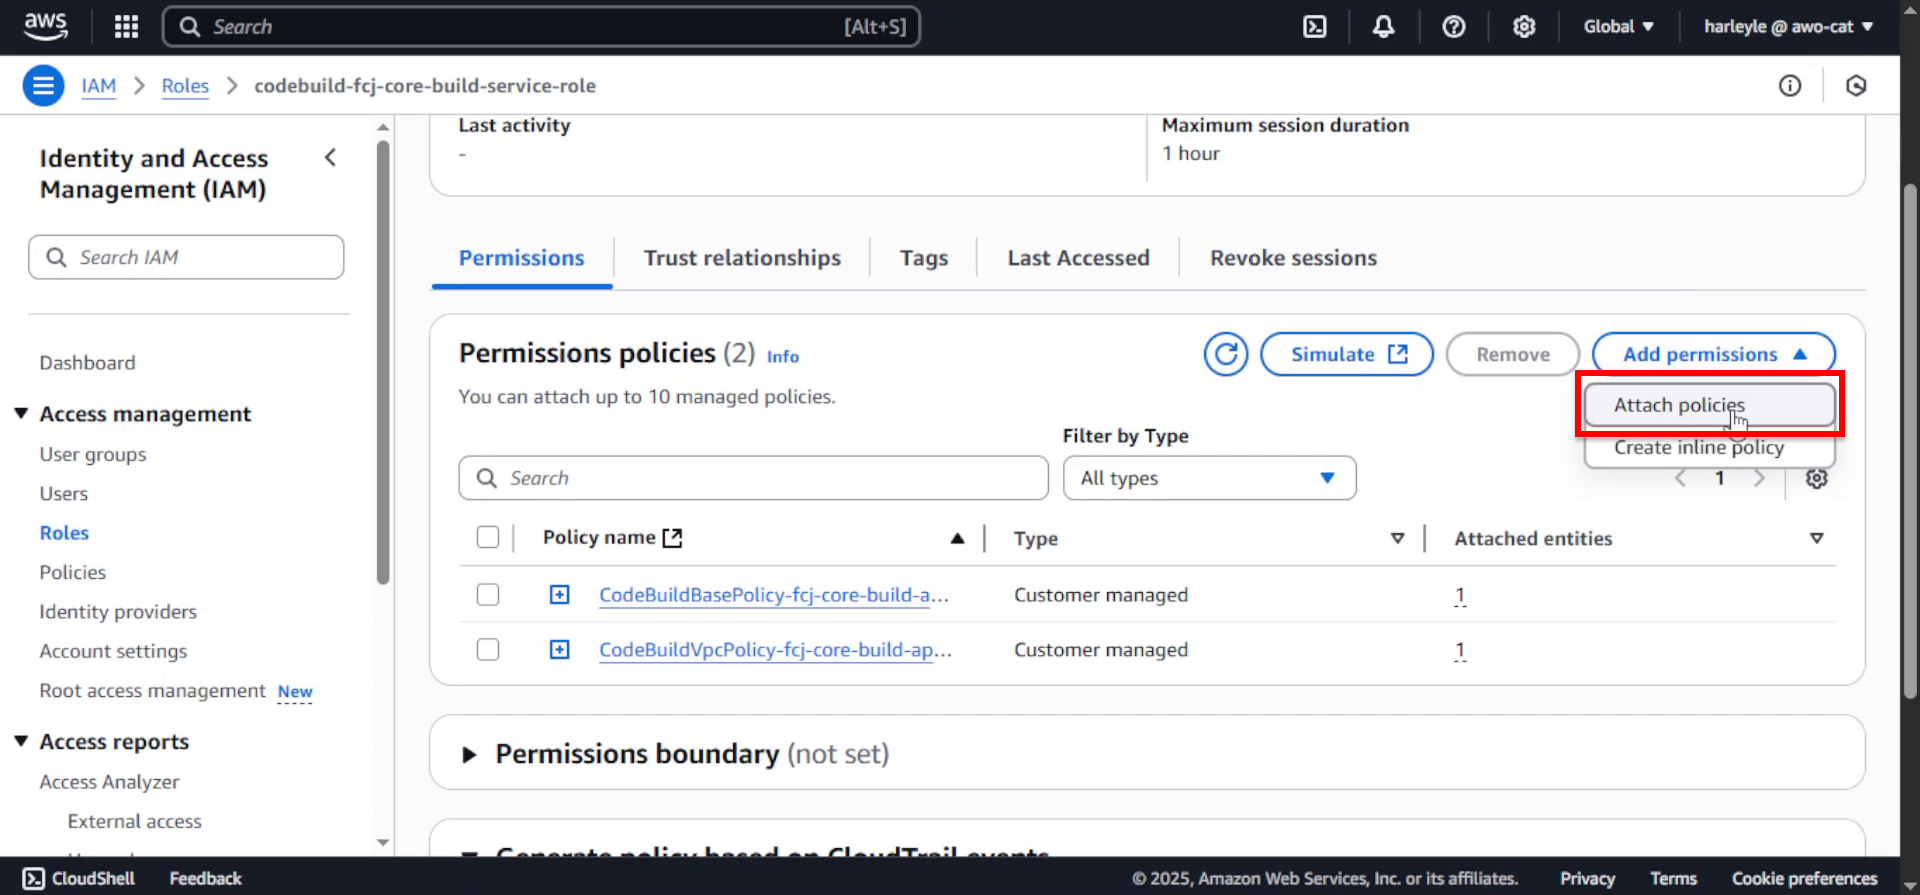 aws
Search
[Alt+S]
Global
harleyle @ awo-cat
IAM
Roles
codebuild-fcj-core-build-service-role
Identity and Access
Management (IAM)
Search IAM
Dashboard
Access management
User groups
Users
Roles
Policies
Identity providers
Account settings
Root access management New
Access reports
Access Analyzer
External access
Last activity
-
Maximum session duration
1 hour
Permissions
Trust relationships
Tags
Last Accessed
Revoke sessions
Permissions policies (2) Info
You can attach up to 10 managed policies.
Simulate
Remove
Add permissions
Attach policies
Create inline policy
Filter by Type
Search
All types
1
Policy name
Type
Attached entities
CodeBuildBasePolicy-fcj-core-build-a...
Customer managed
1
CodeBuildVpcPolicy-fcj-core-build-ap...
Customer managed
1
Permissions boundary (not set)
Generate policy based on CloudTrail events
CloudShell
Feedback
© 2025, Amazon Web Services, Inc. or its affiliates.
Privacy
Terms
Cookie preferences